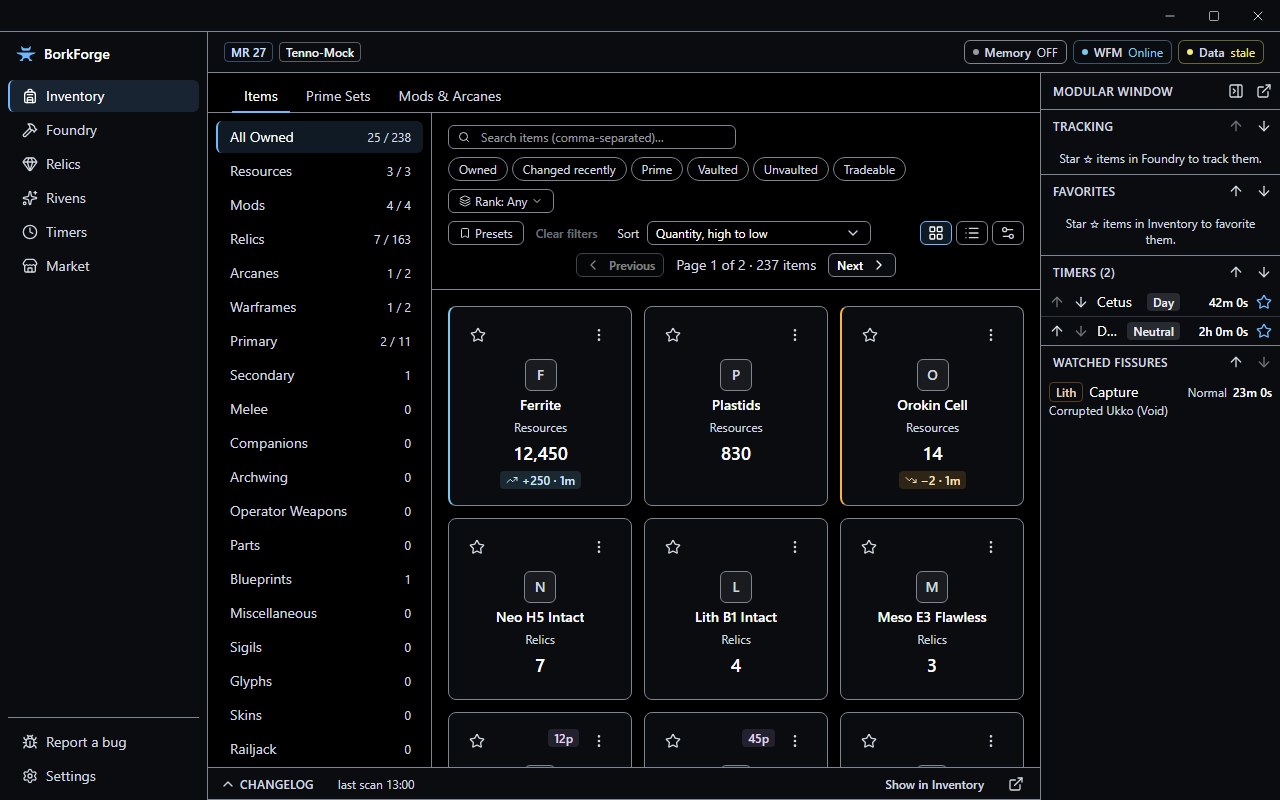 BorkForge
MR 27 Tenno-Mock
Memory OFF WFM Online Data stale
Inventory
Foundry
Relics
Rivens
Timers
Market
Report a bug
Settings
Items Prime Sets Mods & Arcanes
All Owned 25 / 238
Resources 3 / 3
Mods 4 / 4
Relics 7 / 163
Arcanes 1 / 2
Warframes 1 / 2
Primary 2 / 11
Secondary 1
Melee 0
Companions 0
Archwing 0
Operator Weapons 0
Parts 0
Blueprints 1
Miscellaneous 0
Sigils 0
Glyphs 0
Skins 0
Railjack 0
Search items (comma-separated)...
Owned Changed recently Prime Vaulted Unvaulted Tradeable
Rank: Any
Presets Clear filters Sort Quantity, high to low
Previous Page 1 of 2 · 237 items Next
F
Ferrite
Resources
12,450
+250 · 1m
P
Plastids
Resources
830
O
Orokin Cell
Resources
14
−2 · 1m
N
Neo H5 Intact
Relics
7
L
Lith B1 Intact
Relics
4
M
Meso E3 Flawless
Relics
3
12p
45p
MODULAR WINDOW
TRACKING
Star ☆ items in Foundry to track them.
FAVORITES
Star ☆ items in Inventory to favorite
them.
TIMERS (2)
Cetus Day 42m 0s
D... Neutral 2h 0m 0s
WATCHED FISSURES
Lith Capture Normal 23m 0s
Corrupted Ukko (Void)
CHANGELOG last scan 13:00 Show in Inventory